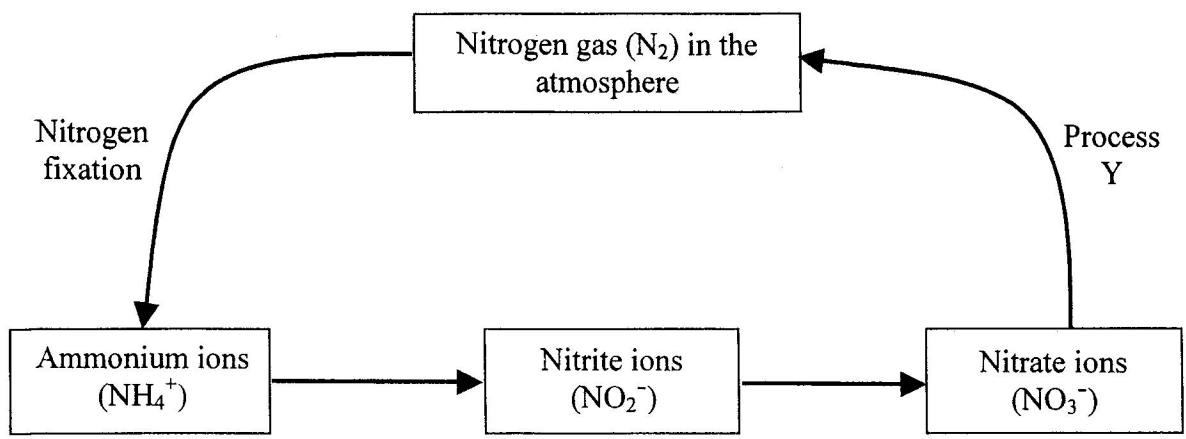 Nitrogen gas (N₂) in the
atmosphere
Nitrogen
fixation
Process
Y
Ammonium ions
(NH₄⁺)
Nitrite ions
(NO₂⁻)
Nitrate ions
(NO₃⁻)